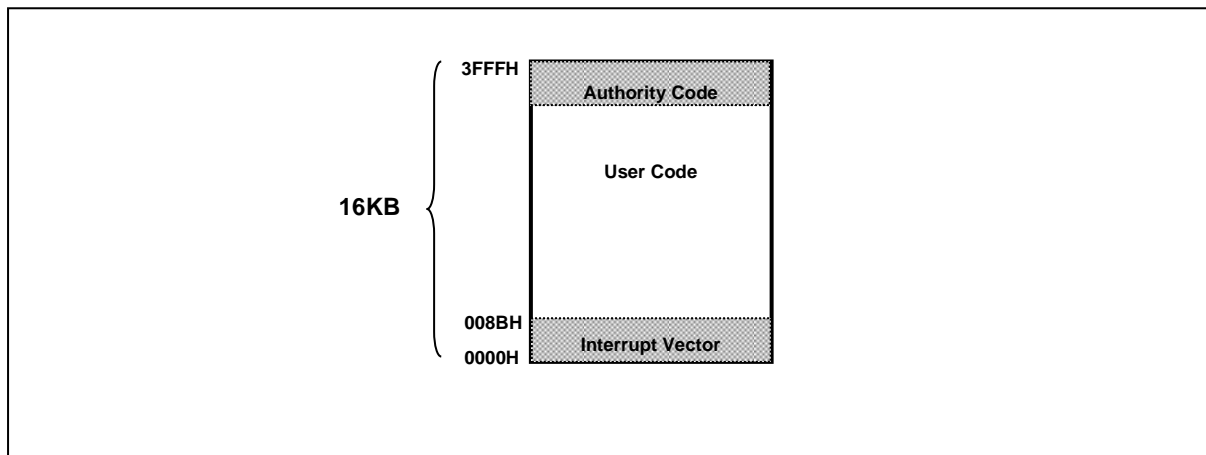 3FFFH
Authority Code
User Code
16KB
008BH
Interrupt Vector
0000H